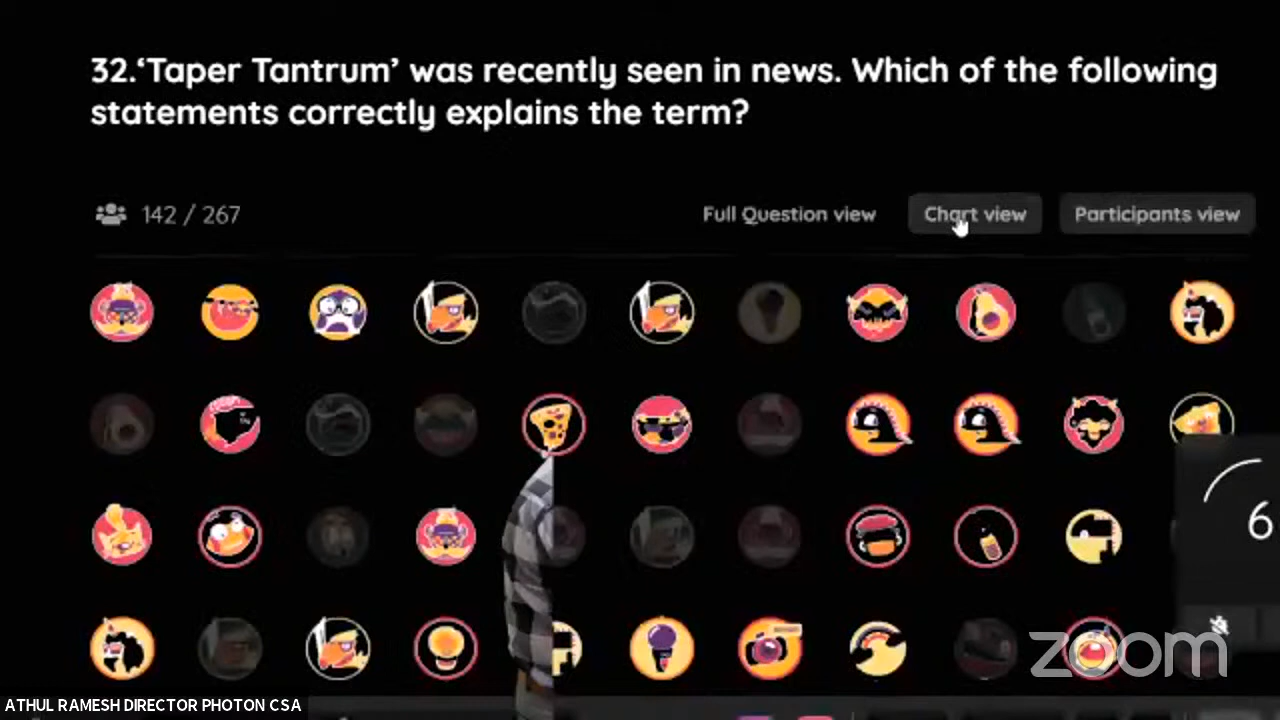 32.‘Taper Tantrum’ was recently seen in news. Which of the following
statements correctly explains the term?
142 / 267
Full Question view
Chart view
Participants view
6
zoom
ATHUL RAMESH DIRECTOR PHOTON CSA